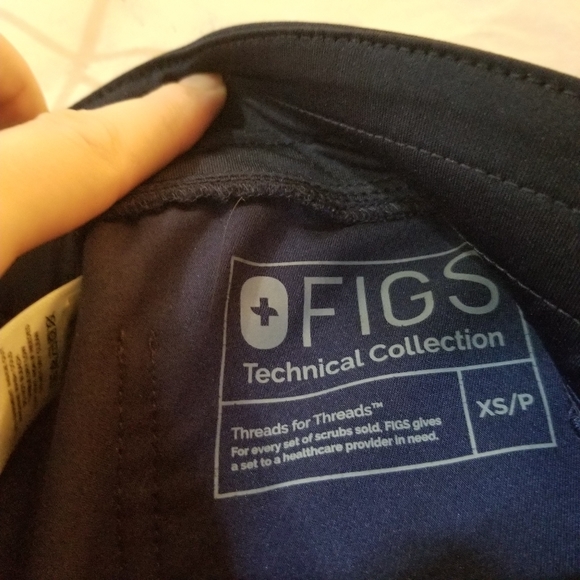 FIGS
Technical Collection
Threads for Threads™
For every set of scrubs sold, FIGS gives
a set to a healthcare provider in need.
XS/P